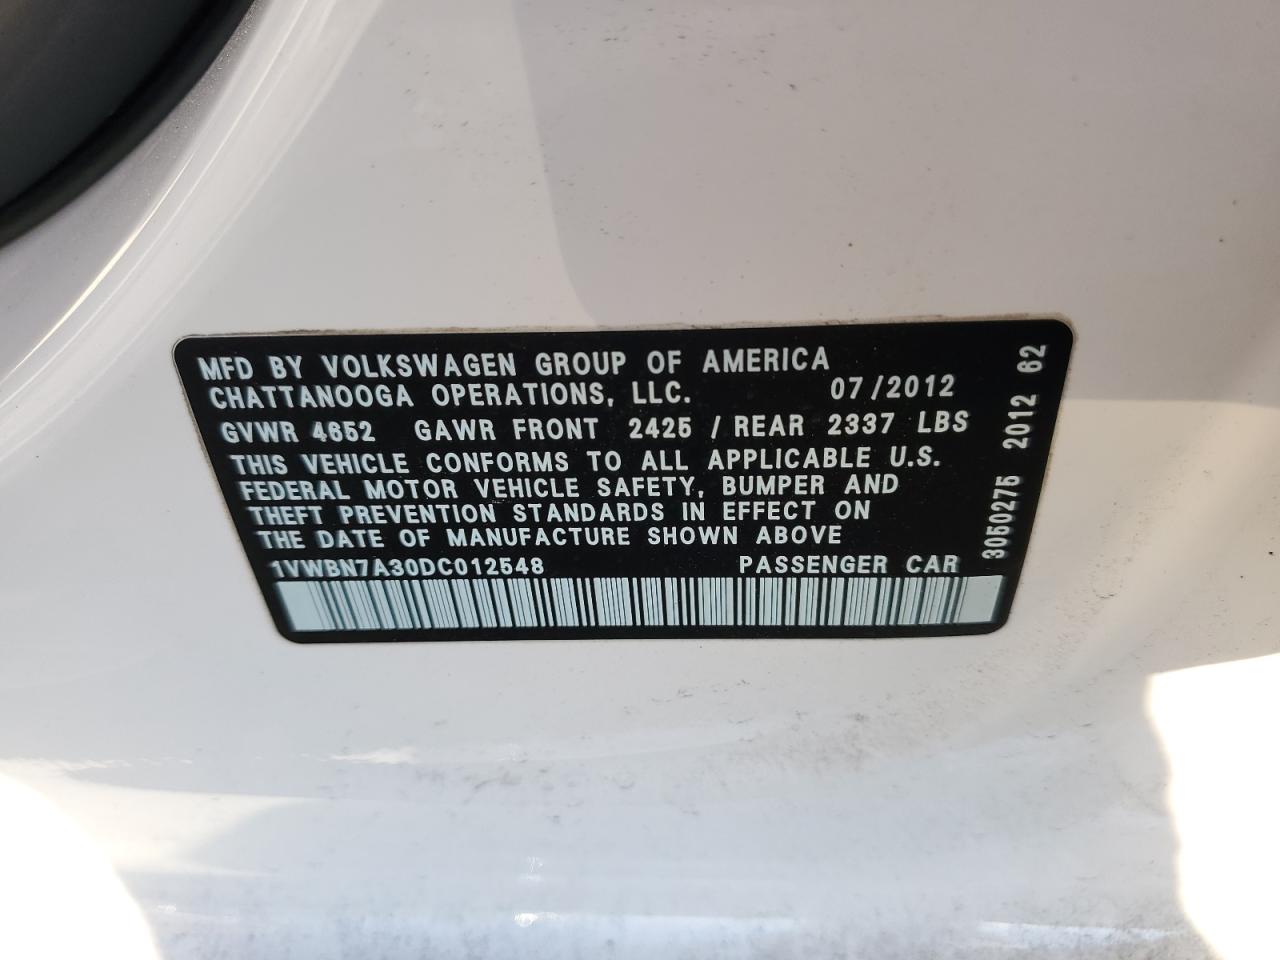 MFD BY VOLKSWAGEN GROUP OF AMERICA
CHATTANOOGA OPERATIONS, LLC. 07/2012
GVWR 4652 GAWR FRONT 2425 / REAR 2337 LBS
THIS VEHICLE CONFORMS TO ALL APPLICABLE U.S.
FEDERAL MOTOR VEHICLE SAFETY, BUMPER AND
THEFT PREVENTION STANDARDS IN EFFECT ON
THE DATE OF MANUFACTURE SHOWN ABOVE
1VWBN7A30DC012548 PASSENGER CAR
3050275 2012 62